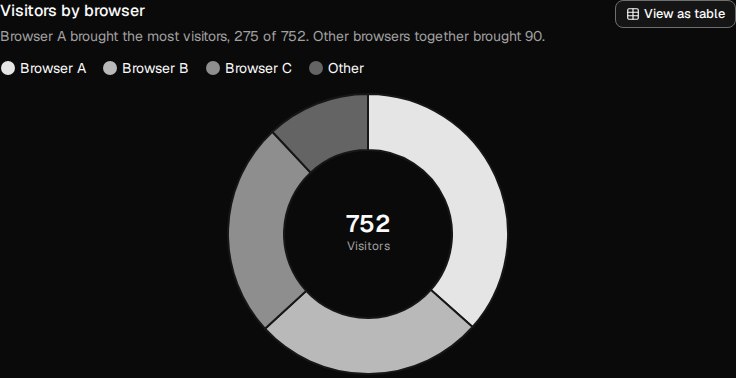 Visitors by browser
View as table
Browser A brought the most visitors, 275 of 752. Other browsers together brought 90.
Browser A
Browser B
Browser C
Other
752
Visitors